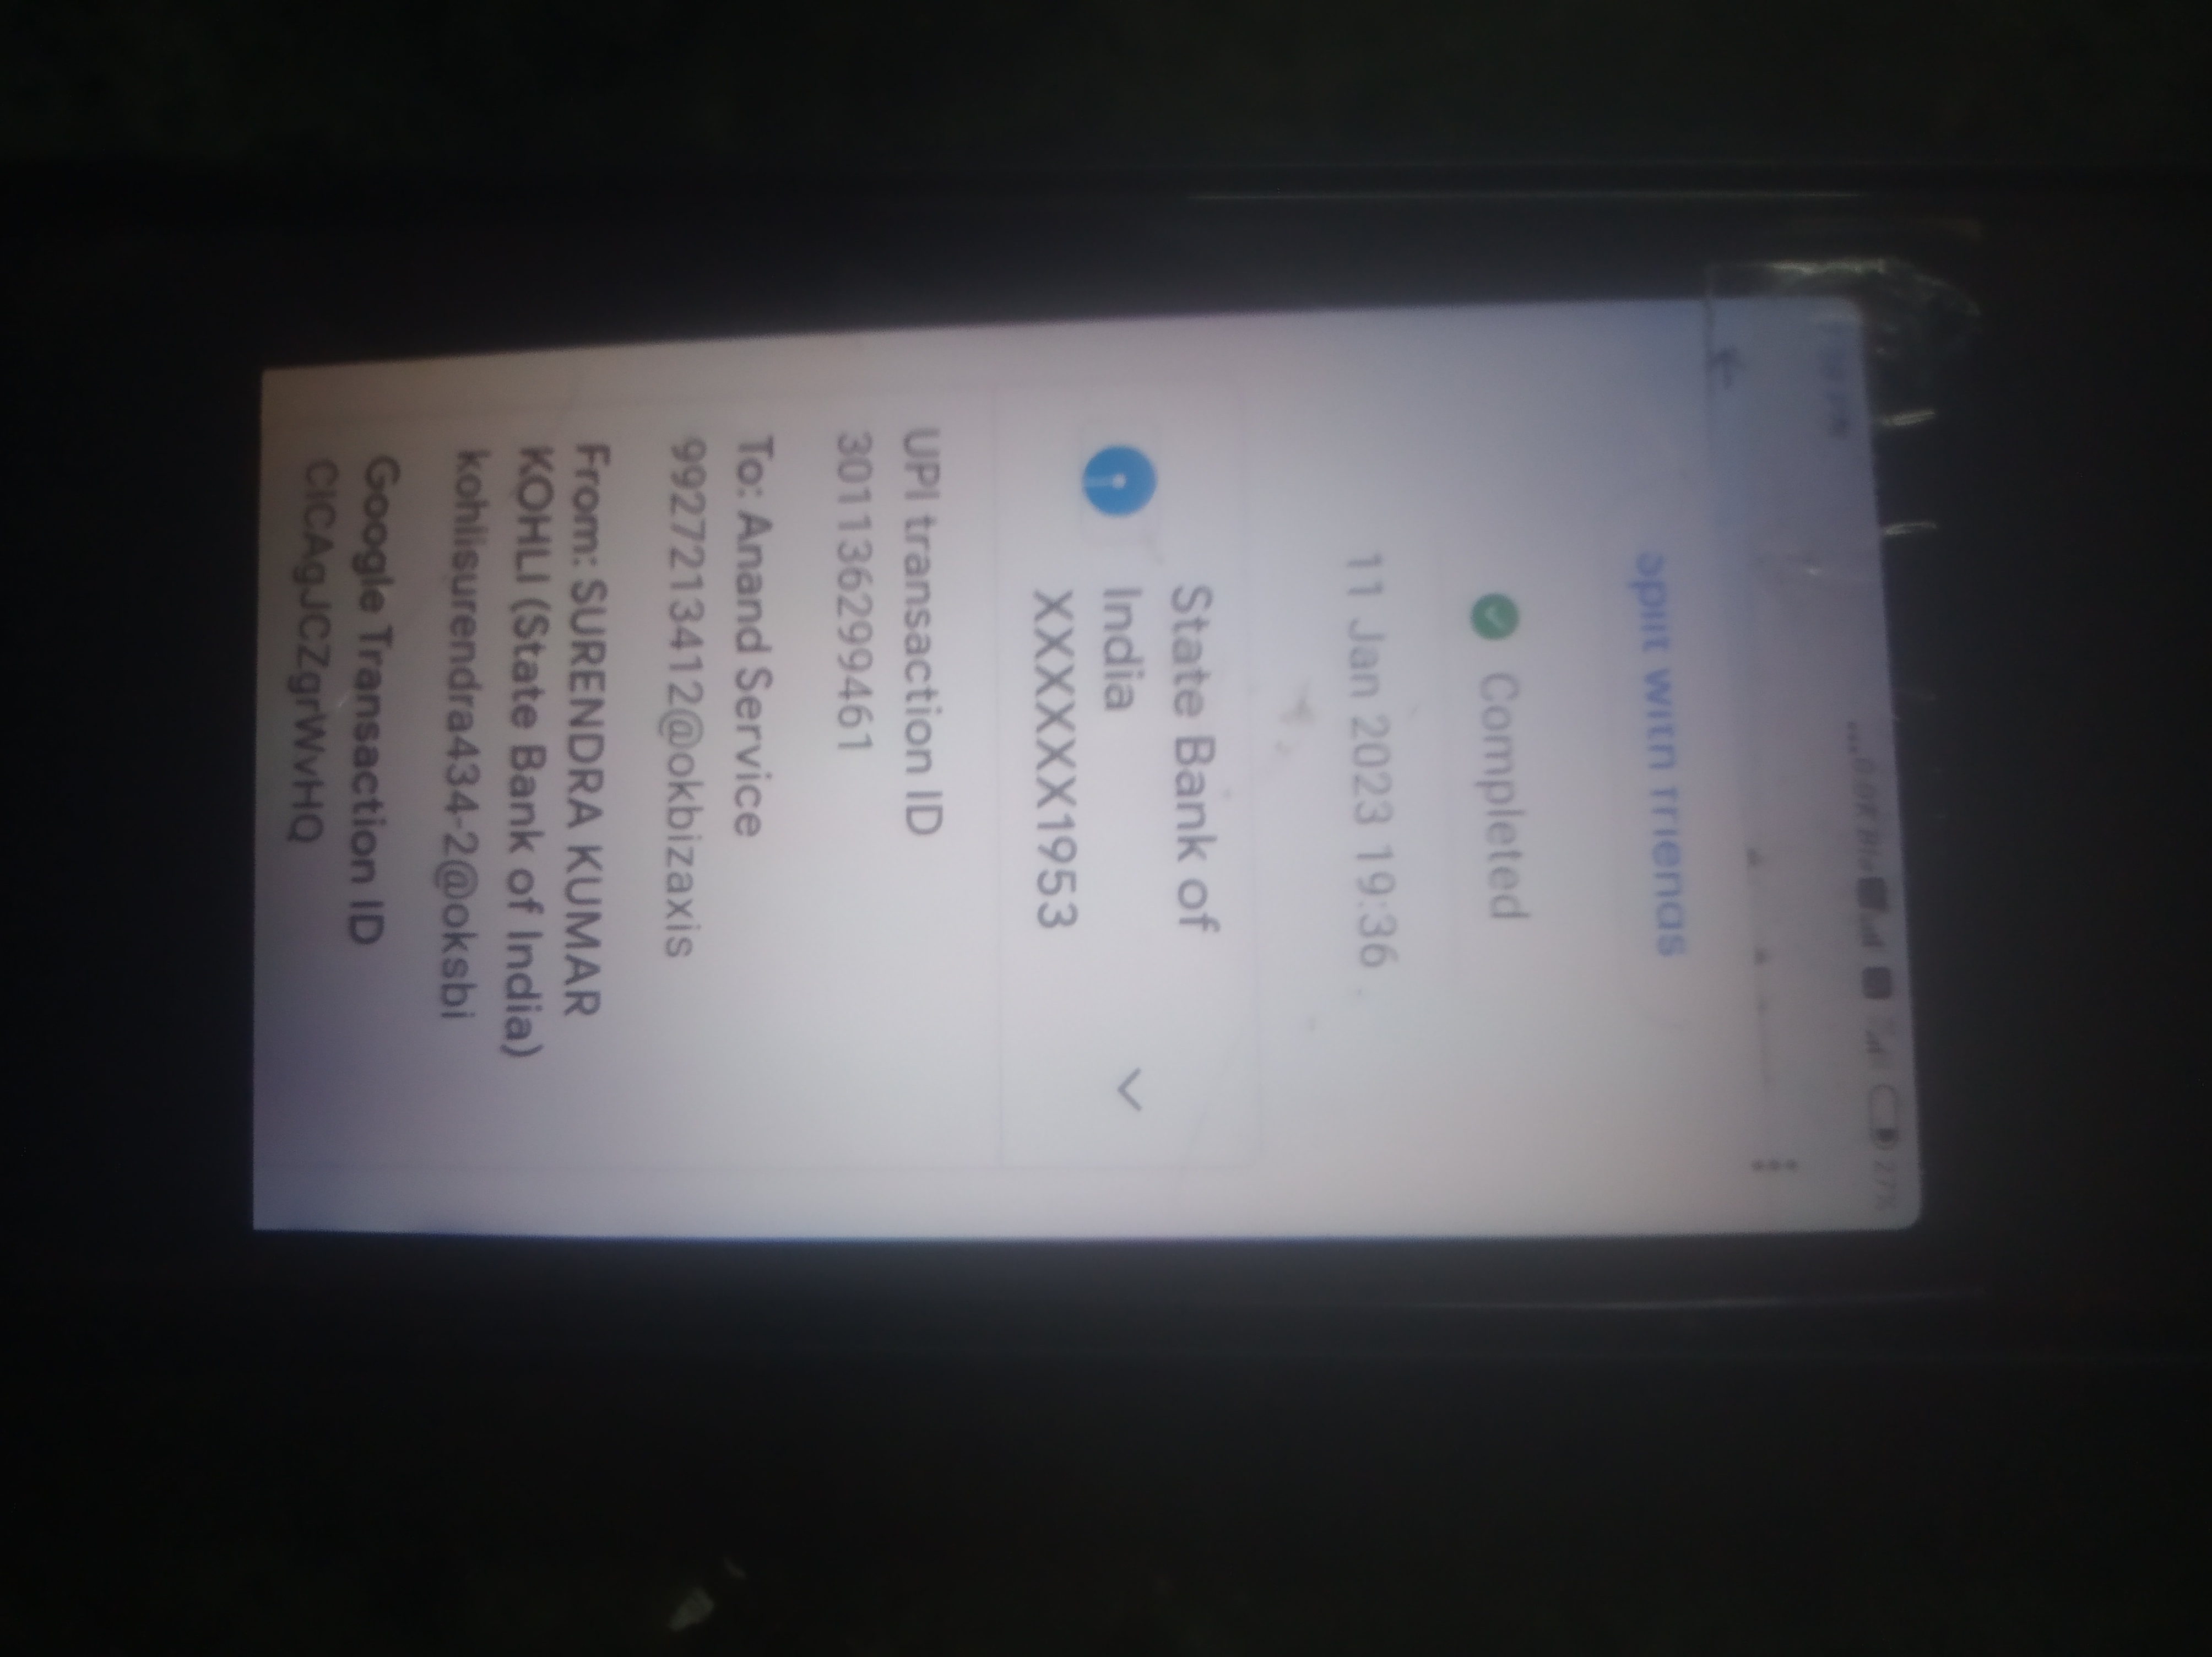 Split with friends
Completed
11 Jan 2023 19:36
State Bank of
India
XXXXXXXX1953
UPI transaction ID
301136299461
To: Anand Service
9927213412@okbizaxis
From: SURENDRA KUMAR
KOHLI (State Bank of India)
kohlisurendra434-2@oksbi
Google Transaction ID
CICAgJCZgrWvHQ